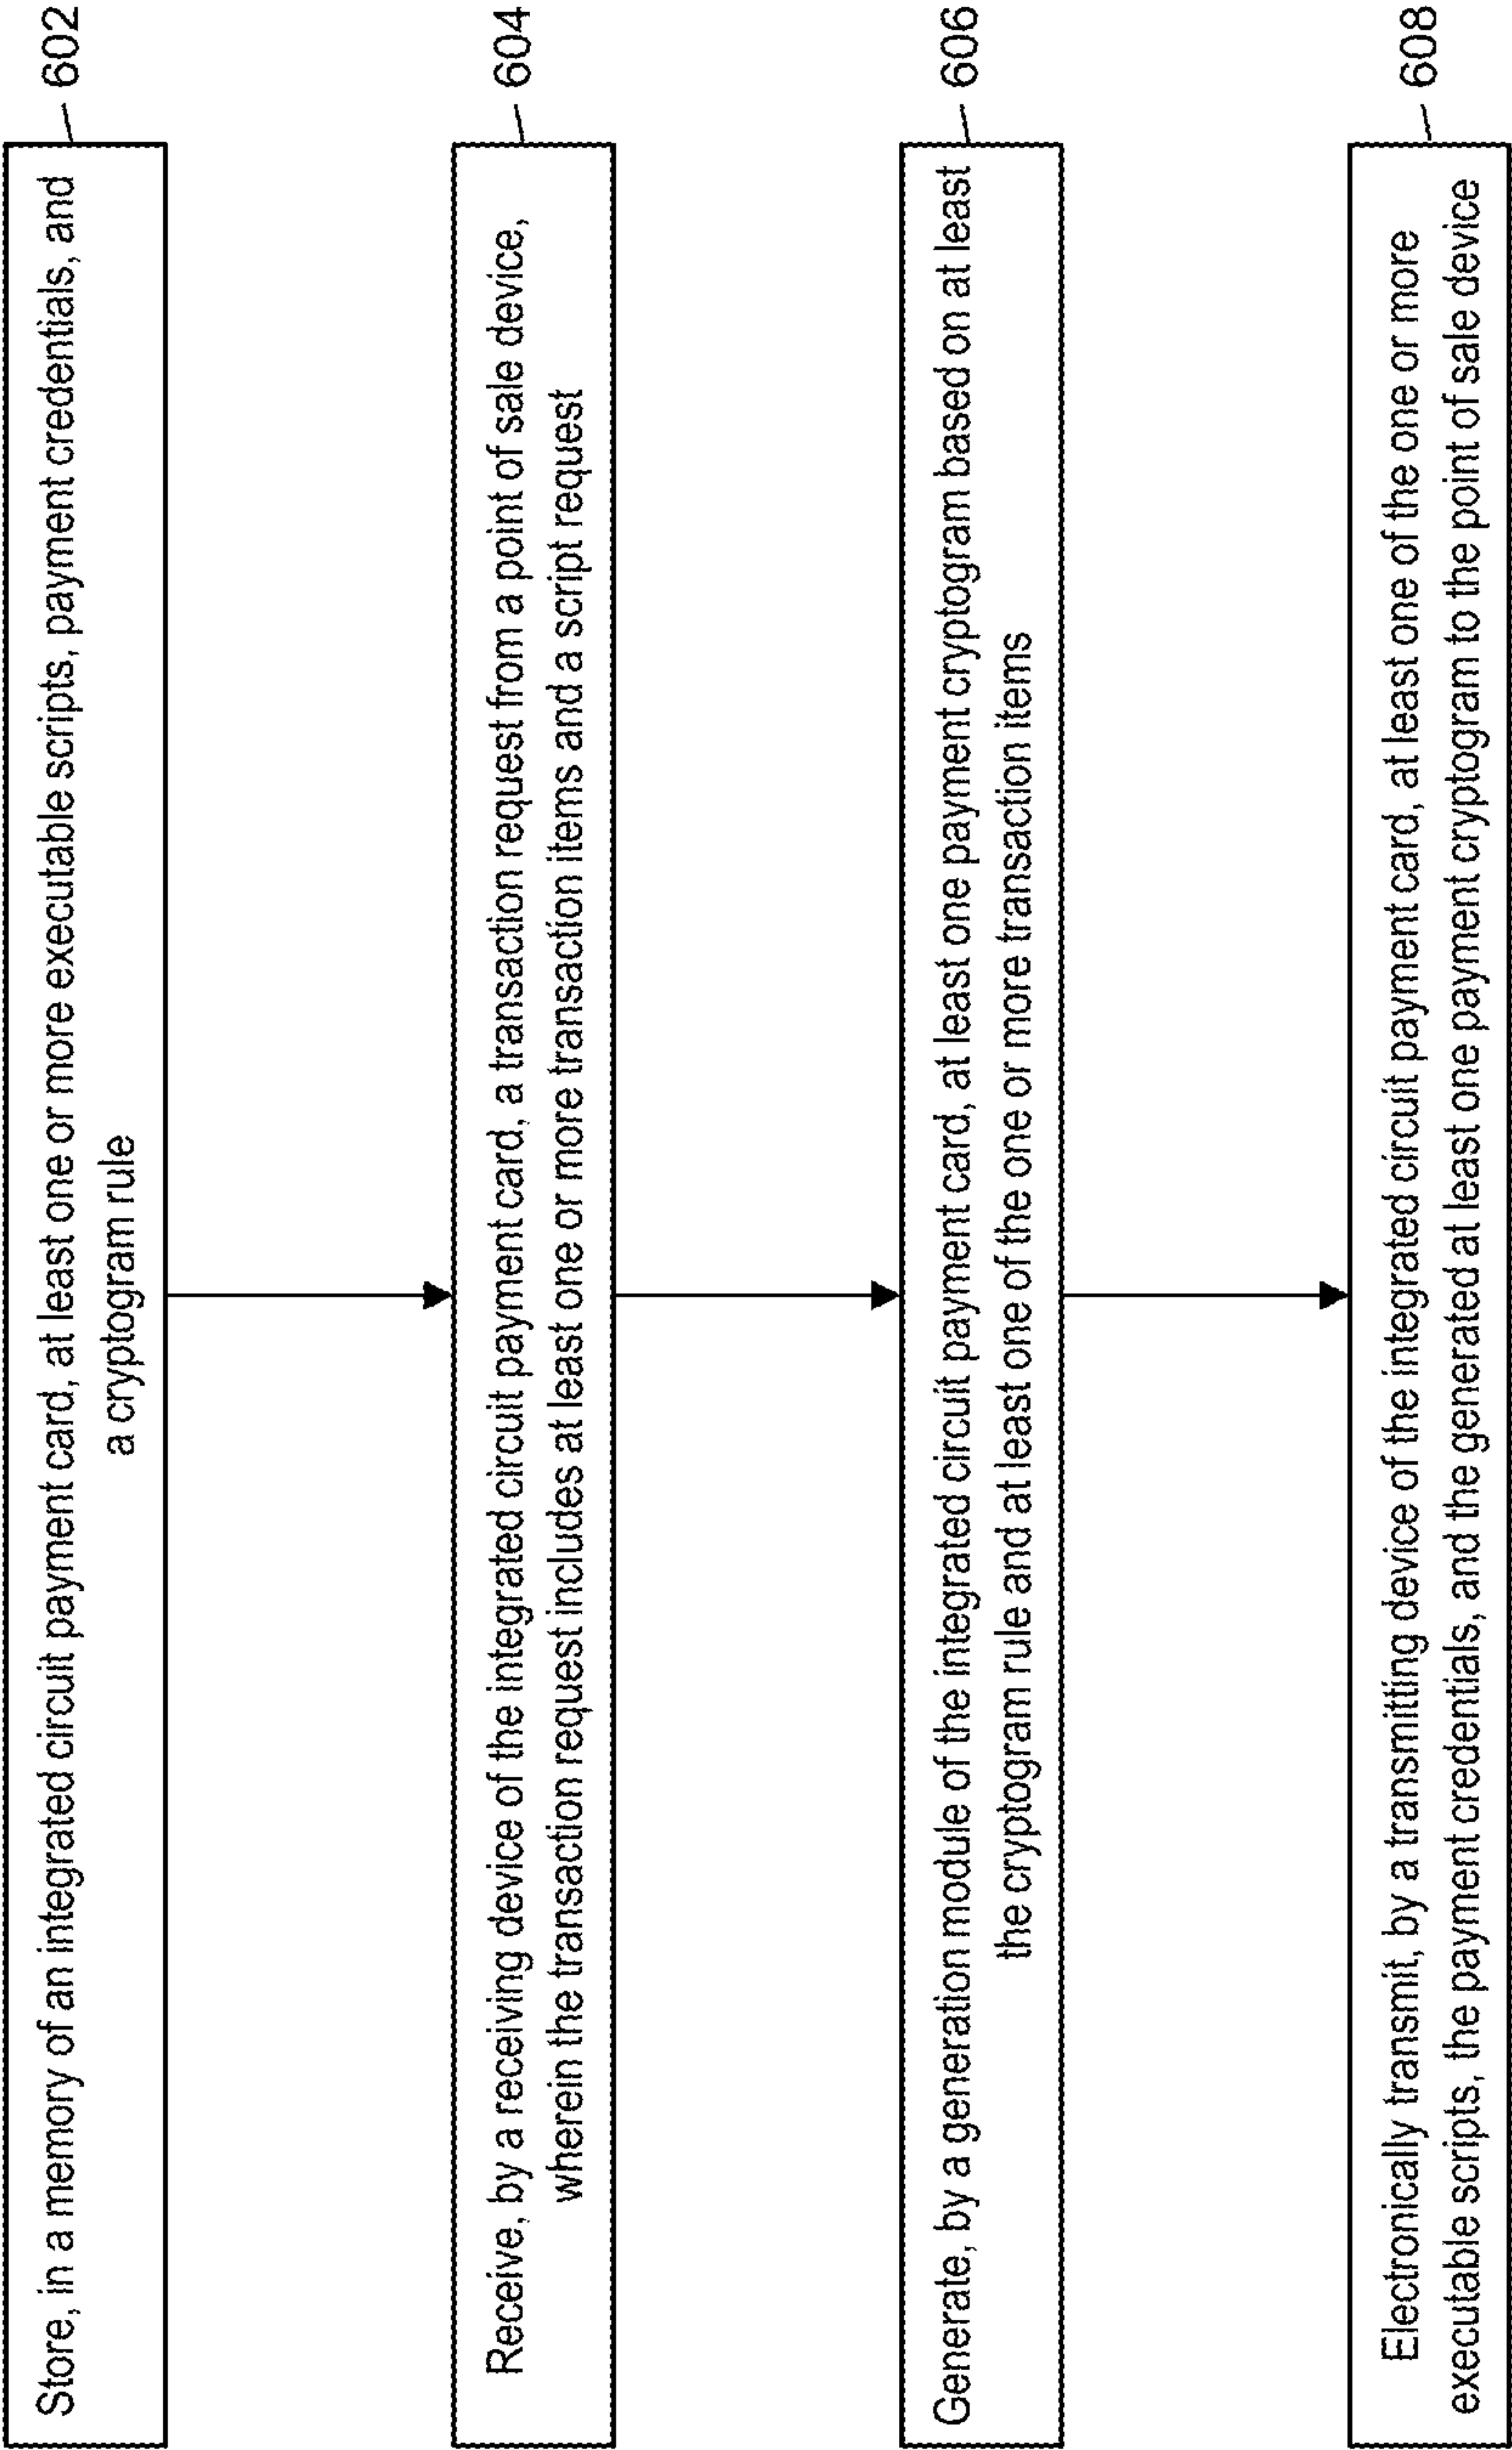 Store, in a memory of an integrated circuit payment card, at least one or more executable scripts, payment credentials, and
a cryptogram rule
602
Receive, by a receiving device of the integrated circuit payment card, a transaction request from a point of sale device,
wherein the transaction request includes at least one or more transaction items and a script request
604
Generate, by a generation module of the integrated circuit payment card, at least one payment cryptogram based on at least
the cryptogram rule and at least one of the one or more transaction items
606
Electronically transmit, by a transmitting device of the integrated circuit payment card, at least one of the one or more
executable scripts, the payment credentials, and the generated at least one payment cryptogram to the point of sale device
608